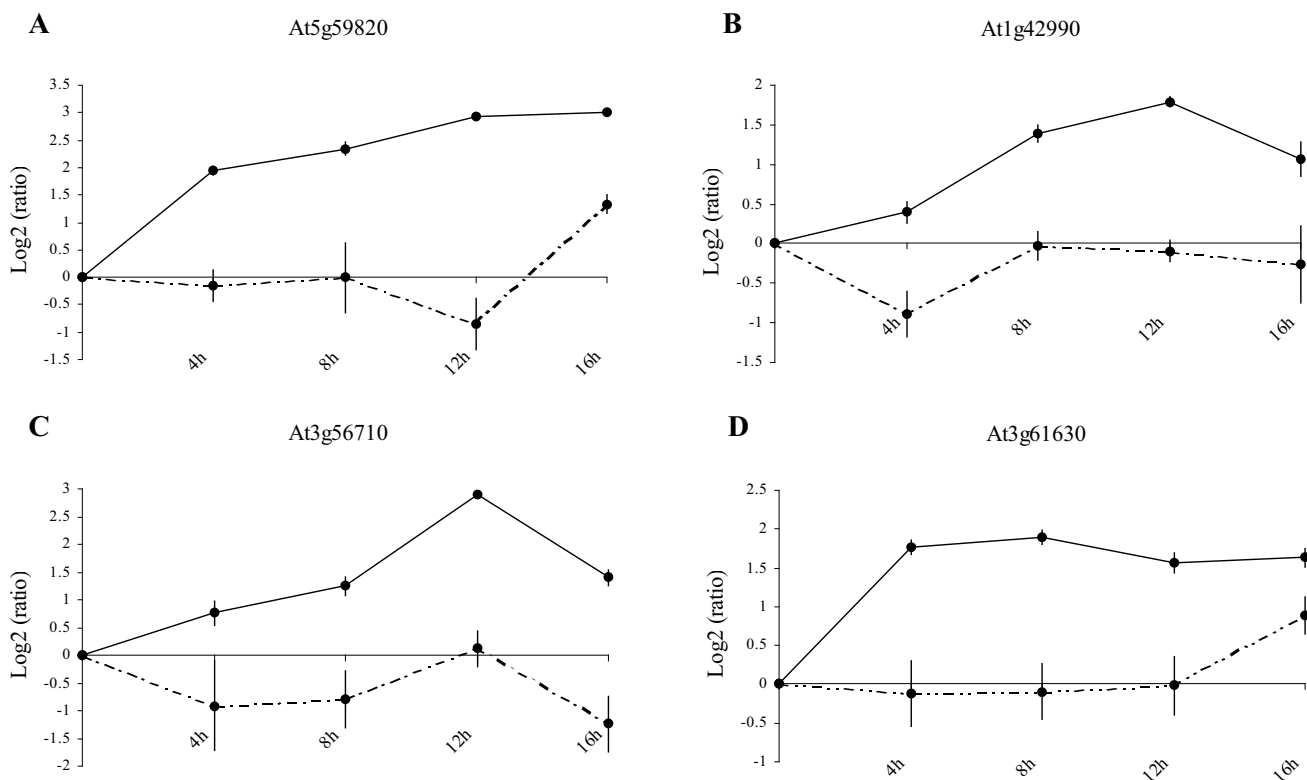 A
At5g59820
Log2 (ratio)
3.5
3
2.5
2
1.5
1
0.5
0
-0.5
-1
-1.5
4h
8h
12h
16h
B
At1g42990
Log2 (ratio)
2
1.5
1
0.5
0
-0.5
-1
-1.5
4h
8h
12h
16h
C
At3g56710
Log2 (ratio)
3
2.5
2
1.5
1
0.5
0
-0.5
-1
-1.5
-2
4h
8h
12h
16h
D
At3g61630
Log2 (ratio)
2.5
2
1.5
1
0.5
0
-0.5
-1
4h
8h
12h
16h